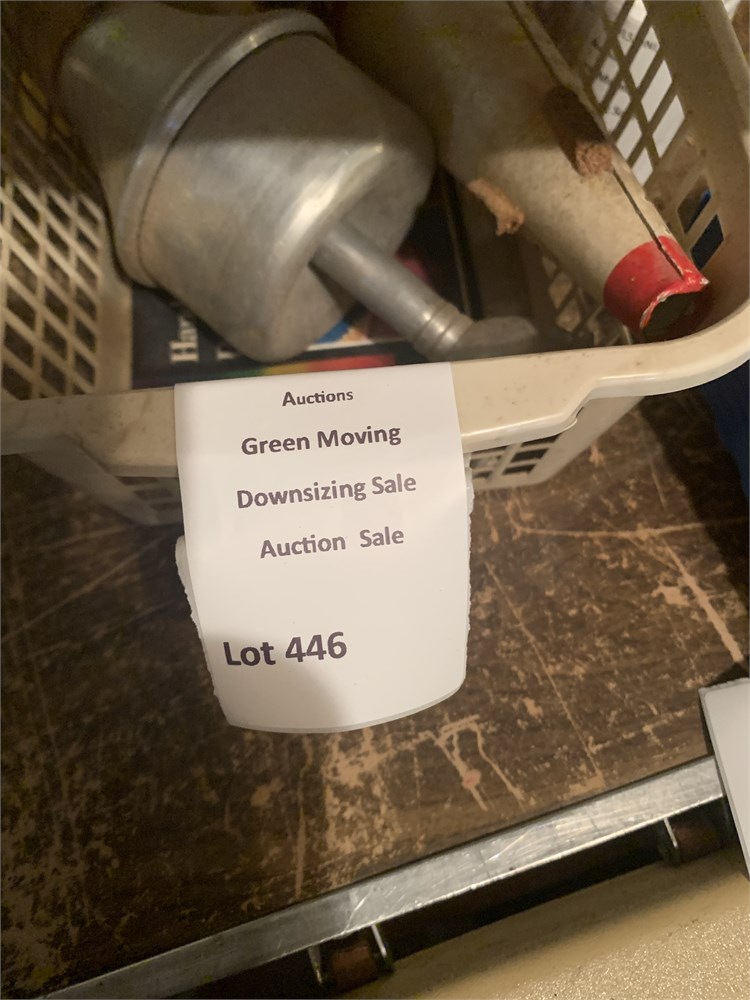 Auctions
Green Moving
Downsizing Sale
Auction Sale
Lot 446